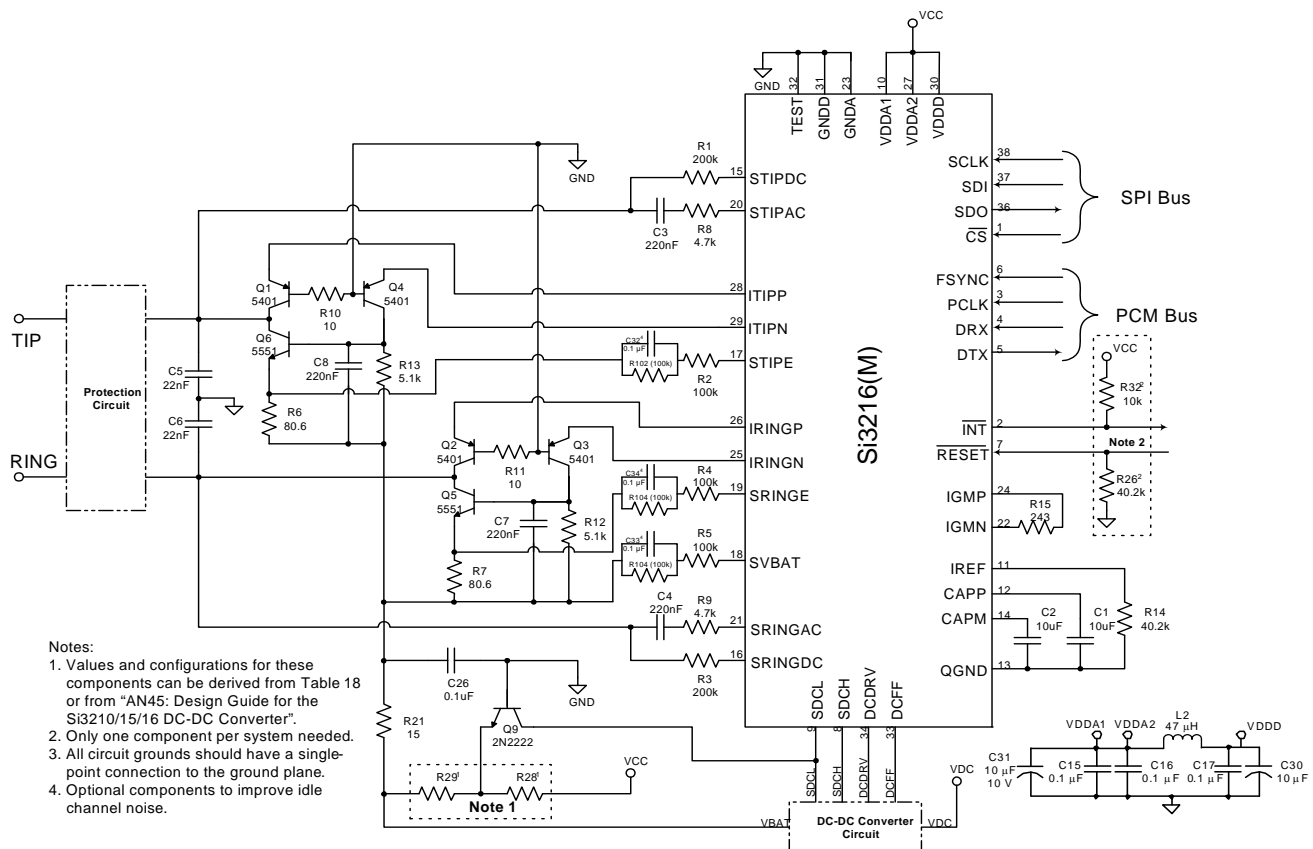 VCC
GND
32
31
23
10
27
30
TEST
GNDD
GNDA
VDDA1
VDDA2
VDDD
R1
200k
15
STIPDC
20
STIPAC
C3
220nF
R8
4.7k
GND
SCLK
38
SDI
37
SDO
36
CS
1
SPI Bus
FSYNC
6
PCLK
3
DRX
4
DTX
5
PCM Bus
Q1
5401
Q4
5401
R10
10
28
ITIPP
29
ITIPN
Q6
5551
C8
220nF
R13
5.1k
C32⁴
0.1 µF
R102 (100k)
17
STIPE
R2
100k
TIP
Protection
Circuit
RING
C5
22nF
C6
22nF
R6
80.6
Si3216(M)
VCC
R32²
10k
INT
2
Note 2
RESET
7
R26²
40.2k
26
IRINGP
25
IRINGN
Q2
5401
Q3
5401
R11
10
Q5
5551
C7
220nF
R12
5.1k
C34⁴
0.1 µF
R104 (100k)
R4
100k
19
SRINGE
IGMP
24
IGMN
22
R15
243
R7
80.6
C33⁴
0.1 µF
R104 (100k)
R5
100k
18
SVBAT
IREF
11
CAPP
12
CAPM
14
QGND
13
C2
10uF
C1
10uF
R14
40.2k
C4
220nF
R9
4.7k
21
SRINGAC
16
SRINGDC
R3
200k
Notes:
1. Values and configurations for these
components can be derived from Table 18
or from “AN45: Design Guide for the
Si3210/15/16 DC-DC Converter”.
2. Only one component per system needed.
3. All circuit grounds should have a single-
point connection to the ground plane.
4. Optional components to improve idle
channel noise.
C26
0.1uF
GND
R21
15
Q9
2N2222
R29¹
R28¹
VCC
Note 1
SDCL
SDCH
DCDRV
DCFF
9
8
34
33
SDCL
SDCH
DCDRV
DCFF
VBAT
DC-DC Converter
Circuit
VDC
VDC
VDDA1
VDDA2
L2
47 µH
VDDD
C31
10 µF
10 V
C15
0.1 µF
C16
0.1 µF
C17
0.1 µF
C30
10 µF